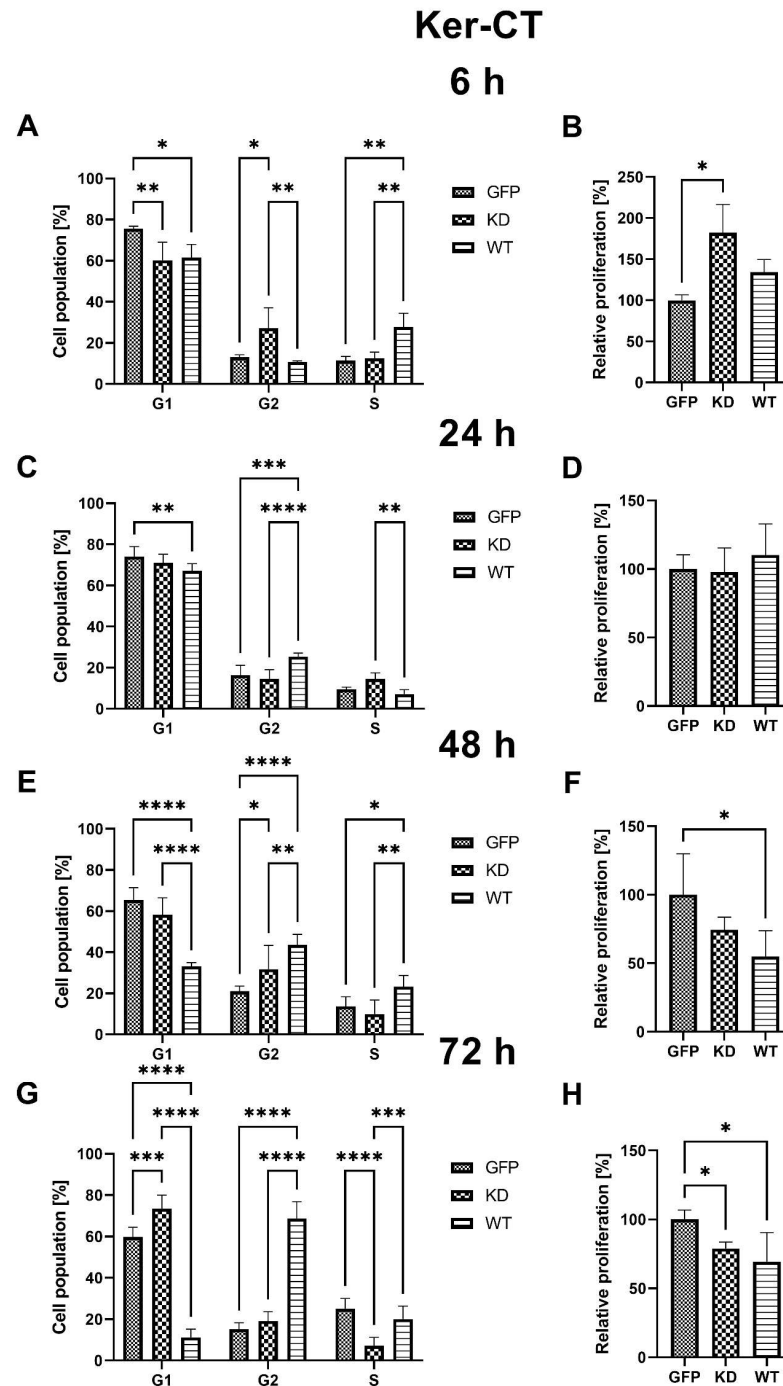 Ker-CT
6 h
A
B
* * **
** ** **
Cell population [%]
100
80
60
40
20
0
G1 G2 S
GFP
KD
WT
*
Relative proliferation [%]
250
200
150
100
50
0
GFP KD WT
24 h
C
D
** *** **** **
Cell population [%]
100
80
60
40
20
0
G1 G2 S
GFP
KD
WT
Relative proliferation [%]
150
100
50
0
GFP KD WT
48 h
E
F
****
**** * *
**** ** **
Cell population [%]
100
80
60
40
20
0
G1 G2 S
GFP
KD
WT
*
Relative proliferation [%]
150
100
50
0
GFP KD WT
72 h
G
H
****
**** **** ***
*** **** ****
Cell population [%]
100
80
60
40
20
0
G1 G2 S
GFP
KD
WT
*
*
Relative proliferation [%]
150
100
50
0
GFP KD WT